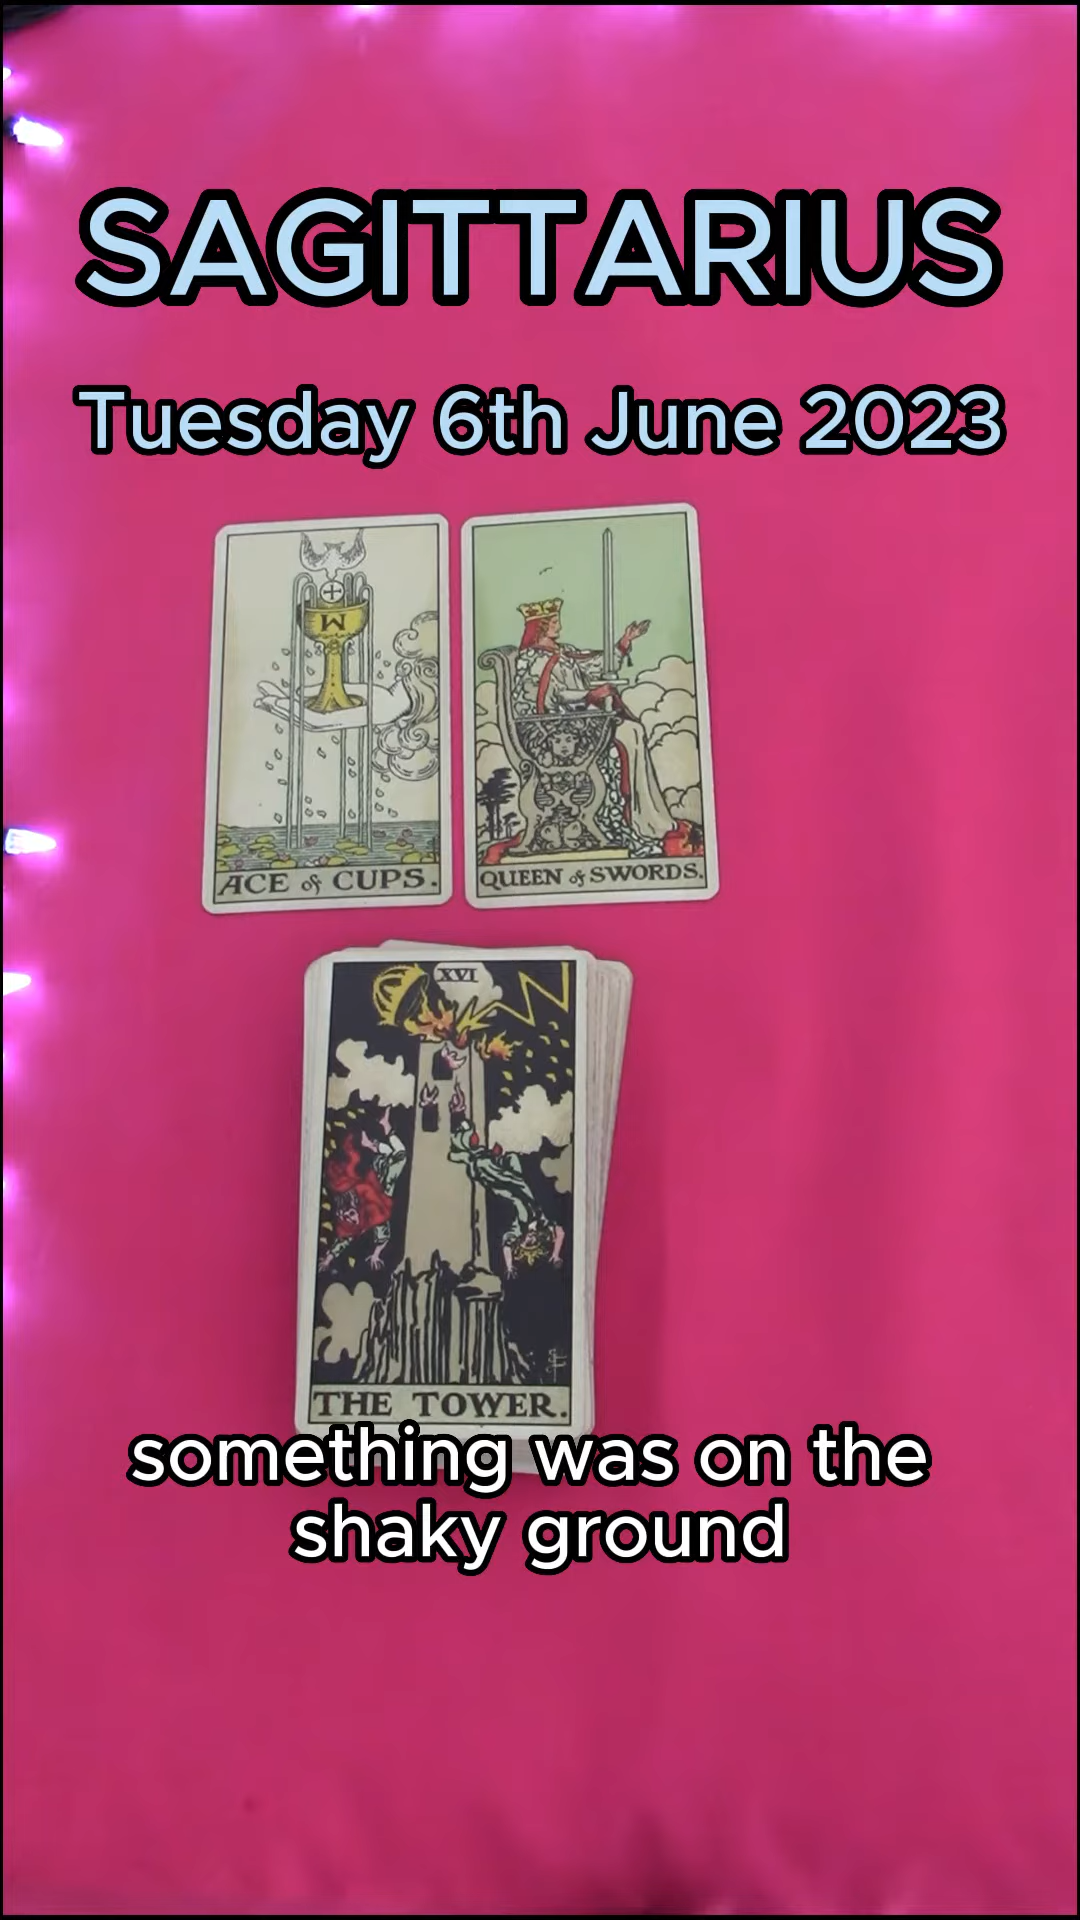 SAGITTARIUS
Tuesday 6th June 2023
ACE of CUPS.
QUEEN of SWORDS.
XVI
THE TOWER.
something was on the
shaky ground